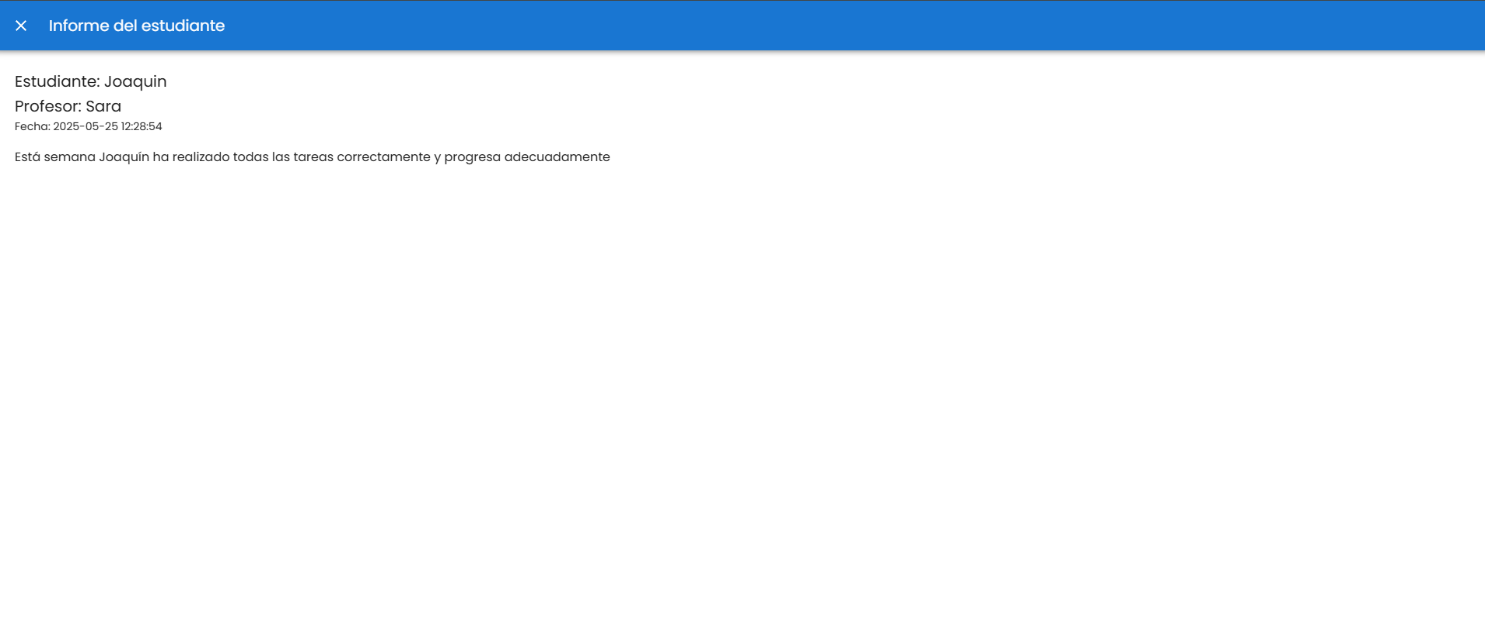 Informe del estudiante
Estudiante: Joaquin
Profesor: Sara
Fecha: 2025-05-25 12:28:54
Está semana Joaquín ha realizado todas las tareas correctamente y progresa adecuadamente